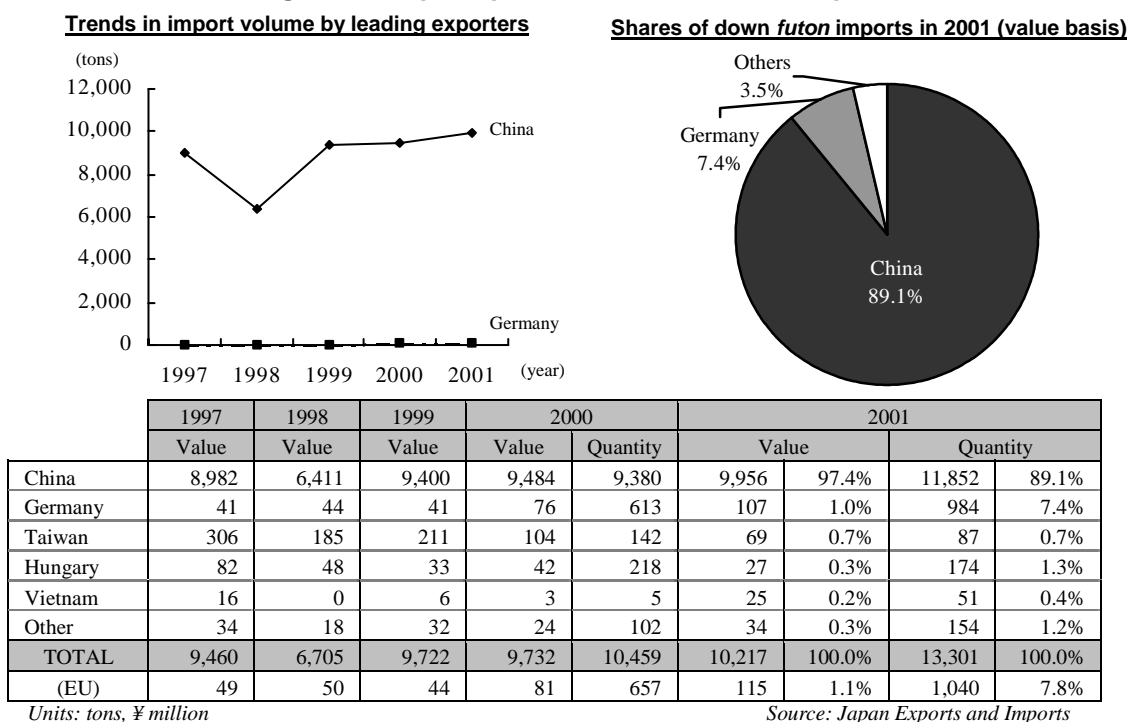 Trends in import volume by leading exporters
(tons)
12,000
10,000
8,000
6,000
4,000
2,000
0
China
Germany
1997 1998 1999 2000 2001 (year)
Shares of down futon imports in 2001 (value basis)
Others
3.5%
Germany
7.4%
China
89.1%
1997 1998 1999 2000 2001
Value Value Value Value Quantity Value Quantity
China 8,982 6,411 9,400 9,484 9,380 9,956 97.4% 11,852 89.1%
Germany 41 44 41 76 613 107 1.0% 984 7.4%
Taiwan 306 185 211 104 142 69 0.7% 87 0.7%
Hungary 82 48 33 42 218 27 0.3% 174 1.3%
Vietnam 16 0 6 3 5 25 0.2% 51 0.4%
Other 34 18 32 24 102 34 0.3% 154 1.2%
TOTAL 9,460 6,705 9,722 9,732 10,459 10,217 100.0% 13,301 100.0%
(EU) 49 50 44 81 657 115 1.1% 1,040 7.8%
Units: tons, ¥ million Source: Japan Exports and Imports